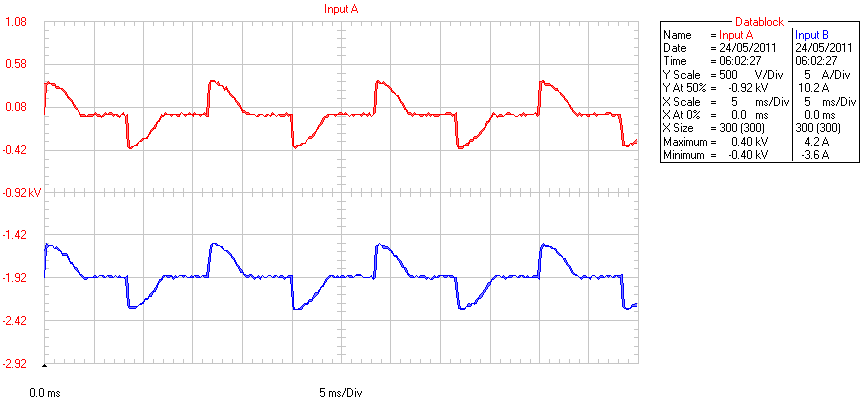 Input A
1.08
0.58
0.08
-0.42
-0.92 kV
-1.42
-1.92
-2.42
-2.92
0.0 ms
5 ms/Div
Datablock
Name = Input A Input B
Date = 24/05/2011 24/05/2011
Time = 06:02:27 06:02:27
Y Scale = 500 V/Div 5 A/Div
Y At 50% = -0.92 kV 10.2 A
X Scale = 5 ms/Div 5 ms/Div
X At 0% = 0.0 ms 0.0 ms
X Size = 300 (300) 300 (300)
Maximum = 0.40 kV 4.2 A
Minimum = -0.40 kV -3.6 A